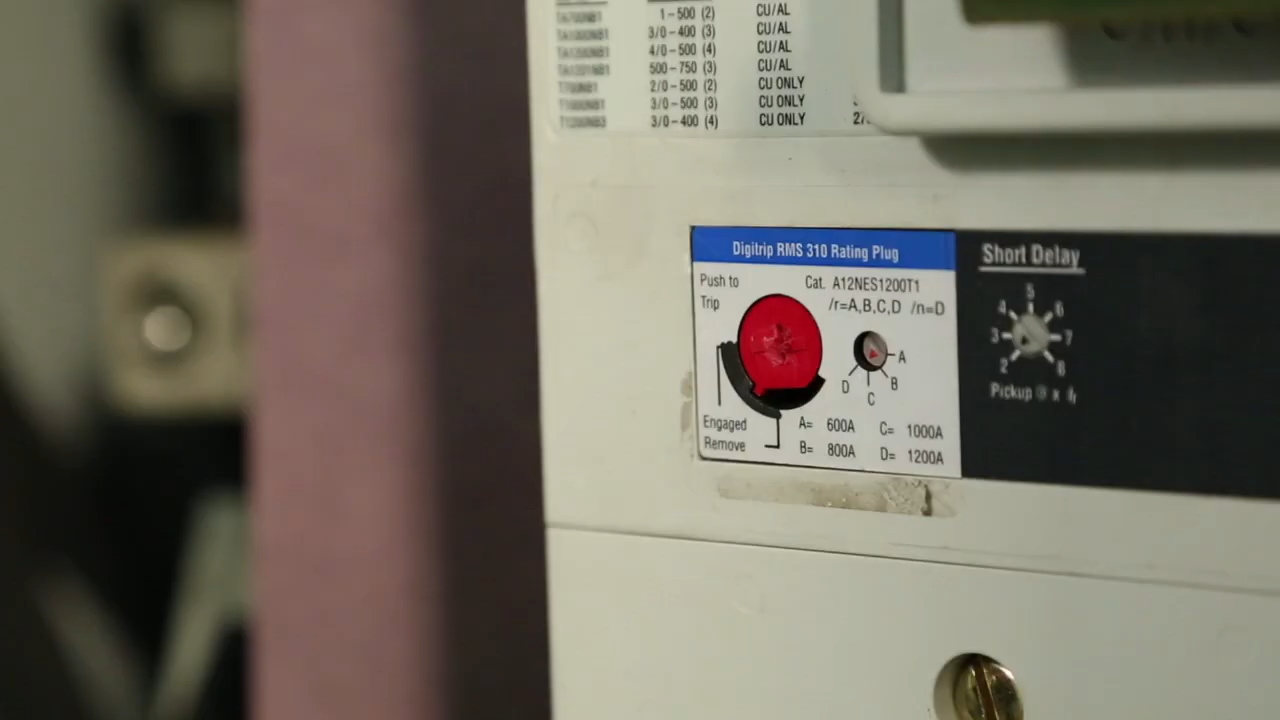 1-500 (2) CU/AL
3/0-400 (3) CU/AL
4/0-500 (4) CU/AL
500-750 (3) CU/AL
2/0-500 (2) CU ONLY
3/0-500 (3) CU ONLY
3/0-400 (4) CU ONLY
Digitrip RMS 310 Rating Plug
Push to Trip
Cat. A12NES1200T1
/r=A,B,C,D /n=D
A
B
C
D
Engaged
Remove
A= 600A C= 1000A
B= 800A D= 1200A
Short Delay
5
4 6
3 7
2 8
Pickup @ x